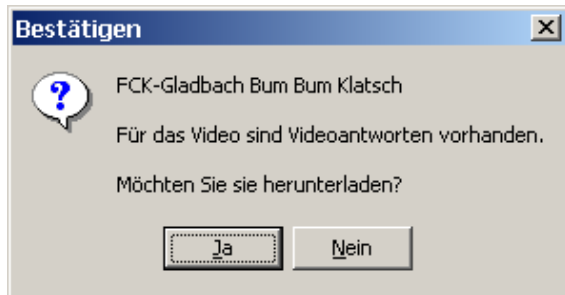 Bestätigen
FCK-Gladbach Bum Bum Klatsch
Für das Video sind Videoantworten vorhanden.
Möchten Sie sie herunterladen?
Ja
Nein